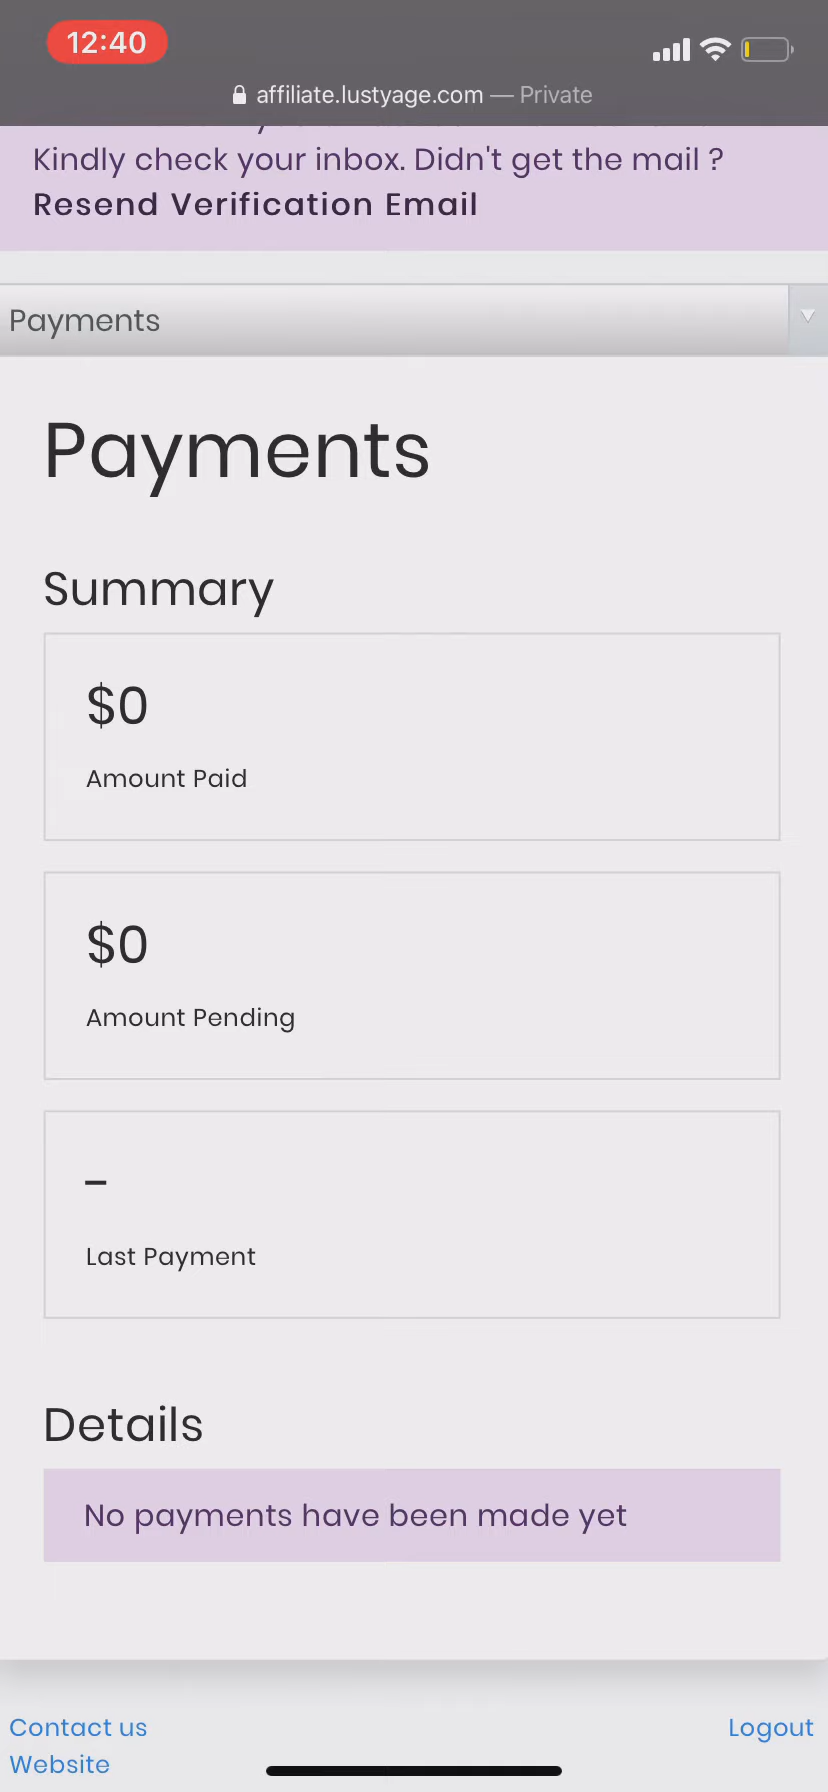 12:40
affiliate.lustyage.com — Private
Kindly check your inbox. Didn't get the mail ?
Resend Verification Email
Payments
Payments
Summary
$0
Amount Paid
$0
Amount Pending
-
Last Payment
Details
No payments have been made yet
Contact us
Logout
Website